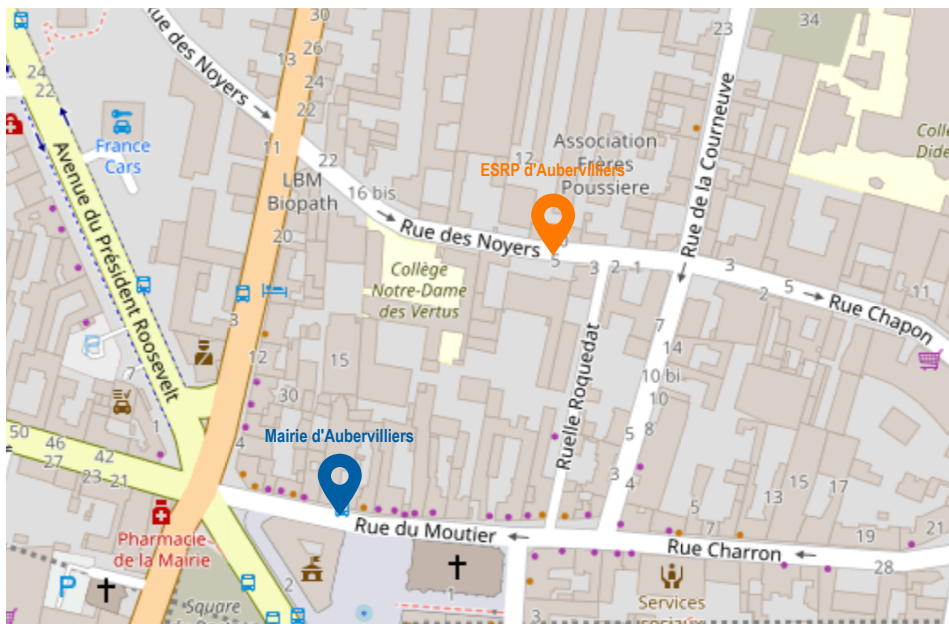 30
23
34
Rue des Noyers
13
26
24
22
24
22
France
Cars
Avenue du Président Roosevelt
11
22
LBM
Biopath
16 bis
12
Association
Frères
Poussiere
ESRP d'Aubervilliers
Rue de la Courneuve
Rue des Noyers
5
3
2
1
3
5
2
11
Rue Chapon
20
Collège
Notre-Dame
des Vertus
3
12
15
30
4
7
1
7
14
10 bi
10
5
8
3
4
Ruelle Roquedat
Mairie d'Aubervilliers
50
46
42
27
23
21
Pharmacie
de la Mairie
Rue du Moutier
Rue Charron
13
15
17
5
7
19
21
28
P
2
1
3
Square
Services